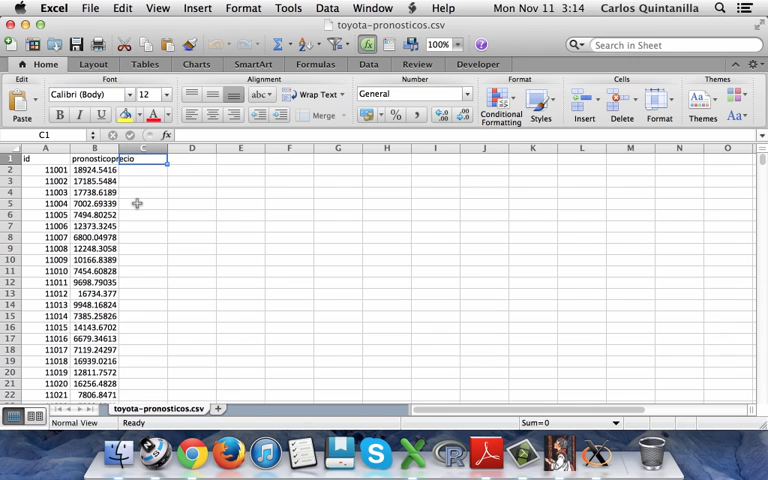 Excel File Edit View Insert Format Tools Data Window Help Mon Nov 11 3:14 Carlos Quintanilla
toyota-pronosticos.csv
100% Search in Sheet
Home Layout Tables Charts SmartArt Formulas Data Review Developer
Edit Font Alignment Number Format Cells Themes
Calibri (Body) 12 abc Wrap Text General
Paste B I U A Merge % Conditional Formatting Styles Insert Delete Format Themes Aa
C1 fx
A B C D E F G H I J K L M N O
1 id pronosticoprecio
2 11001 18924.5416
3 11002 17185.5484
4 11003 17738.6189
5 11004 7002.69339
6 11005 7494.80252
7 11006 12373.3245
8 11007 6800.04978
9 11008 12248.3058
10 11009 10166.8389
11 11010 7454.60828
12 11011 9698.79035
13 11012 16734.377
14 11013 9948.16824
15 11014 7385.25826
16 11015 14143.6702
17 11016 6679.34613
18 11017 7119.24297
19 11018 16939.0216
20 11019 12811.7572
21 11020 16256.4828
22 11021 7806.8471
toyota-pronosticos.csv
Normal View Ready Sum=0